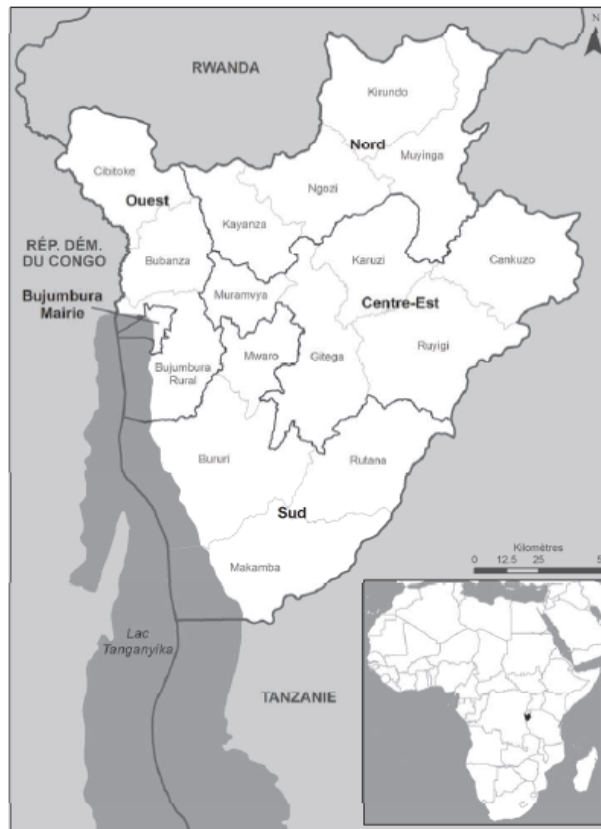 N
RWANDA
Kirundo
Nord
Muyinga
Cibitoke
Ngozi
Ouest
Kayanza
RÉP. DÉM.
DU CONGO
Bubanza
Karuzi
Cankuzo
Bujumbura
Mairie
Muramvya
Centre-Est
Bujumbura
Rural
Mwaro
Gitega
Ruyigi
Bururi
Rutana
Sud
Makamba
Kilomètres
0 12.5 25
Lac
Tanganyika
TANZANIE